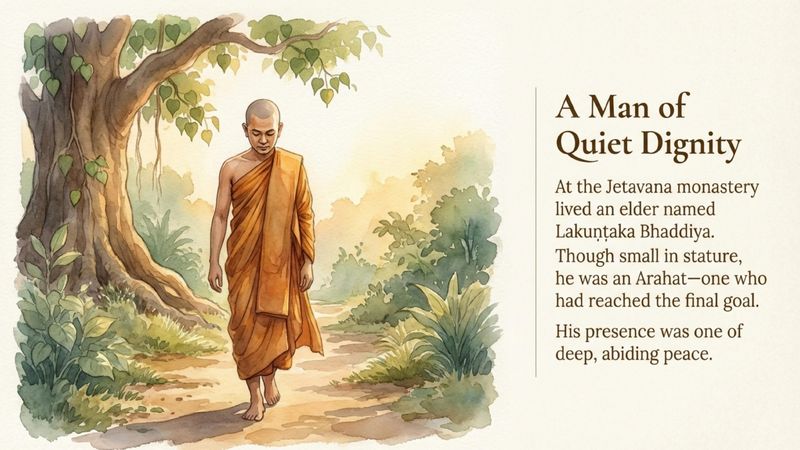 A Man of
Quiet Dignity
At the Jetavana monastery
lived an elder named
Lakuṇṭaka Bhaddiya.
Though small in stature,
he was an Arahat—one who
had reached the final goal.
His presence was one of
deep, abiding peace.